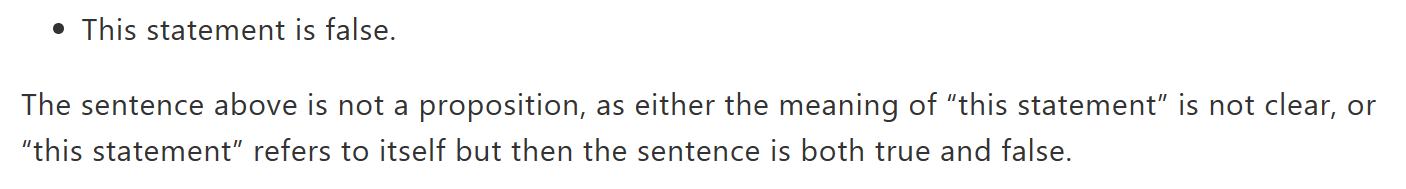 • This statement is false.
The sentence above is not a proposition, as either the meaning of “this statement” is not clear, or
“this statement” refers to itself but then the sentence is both true and false.